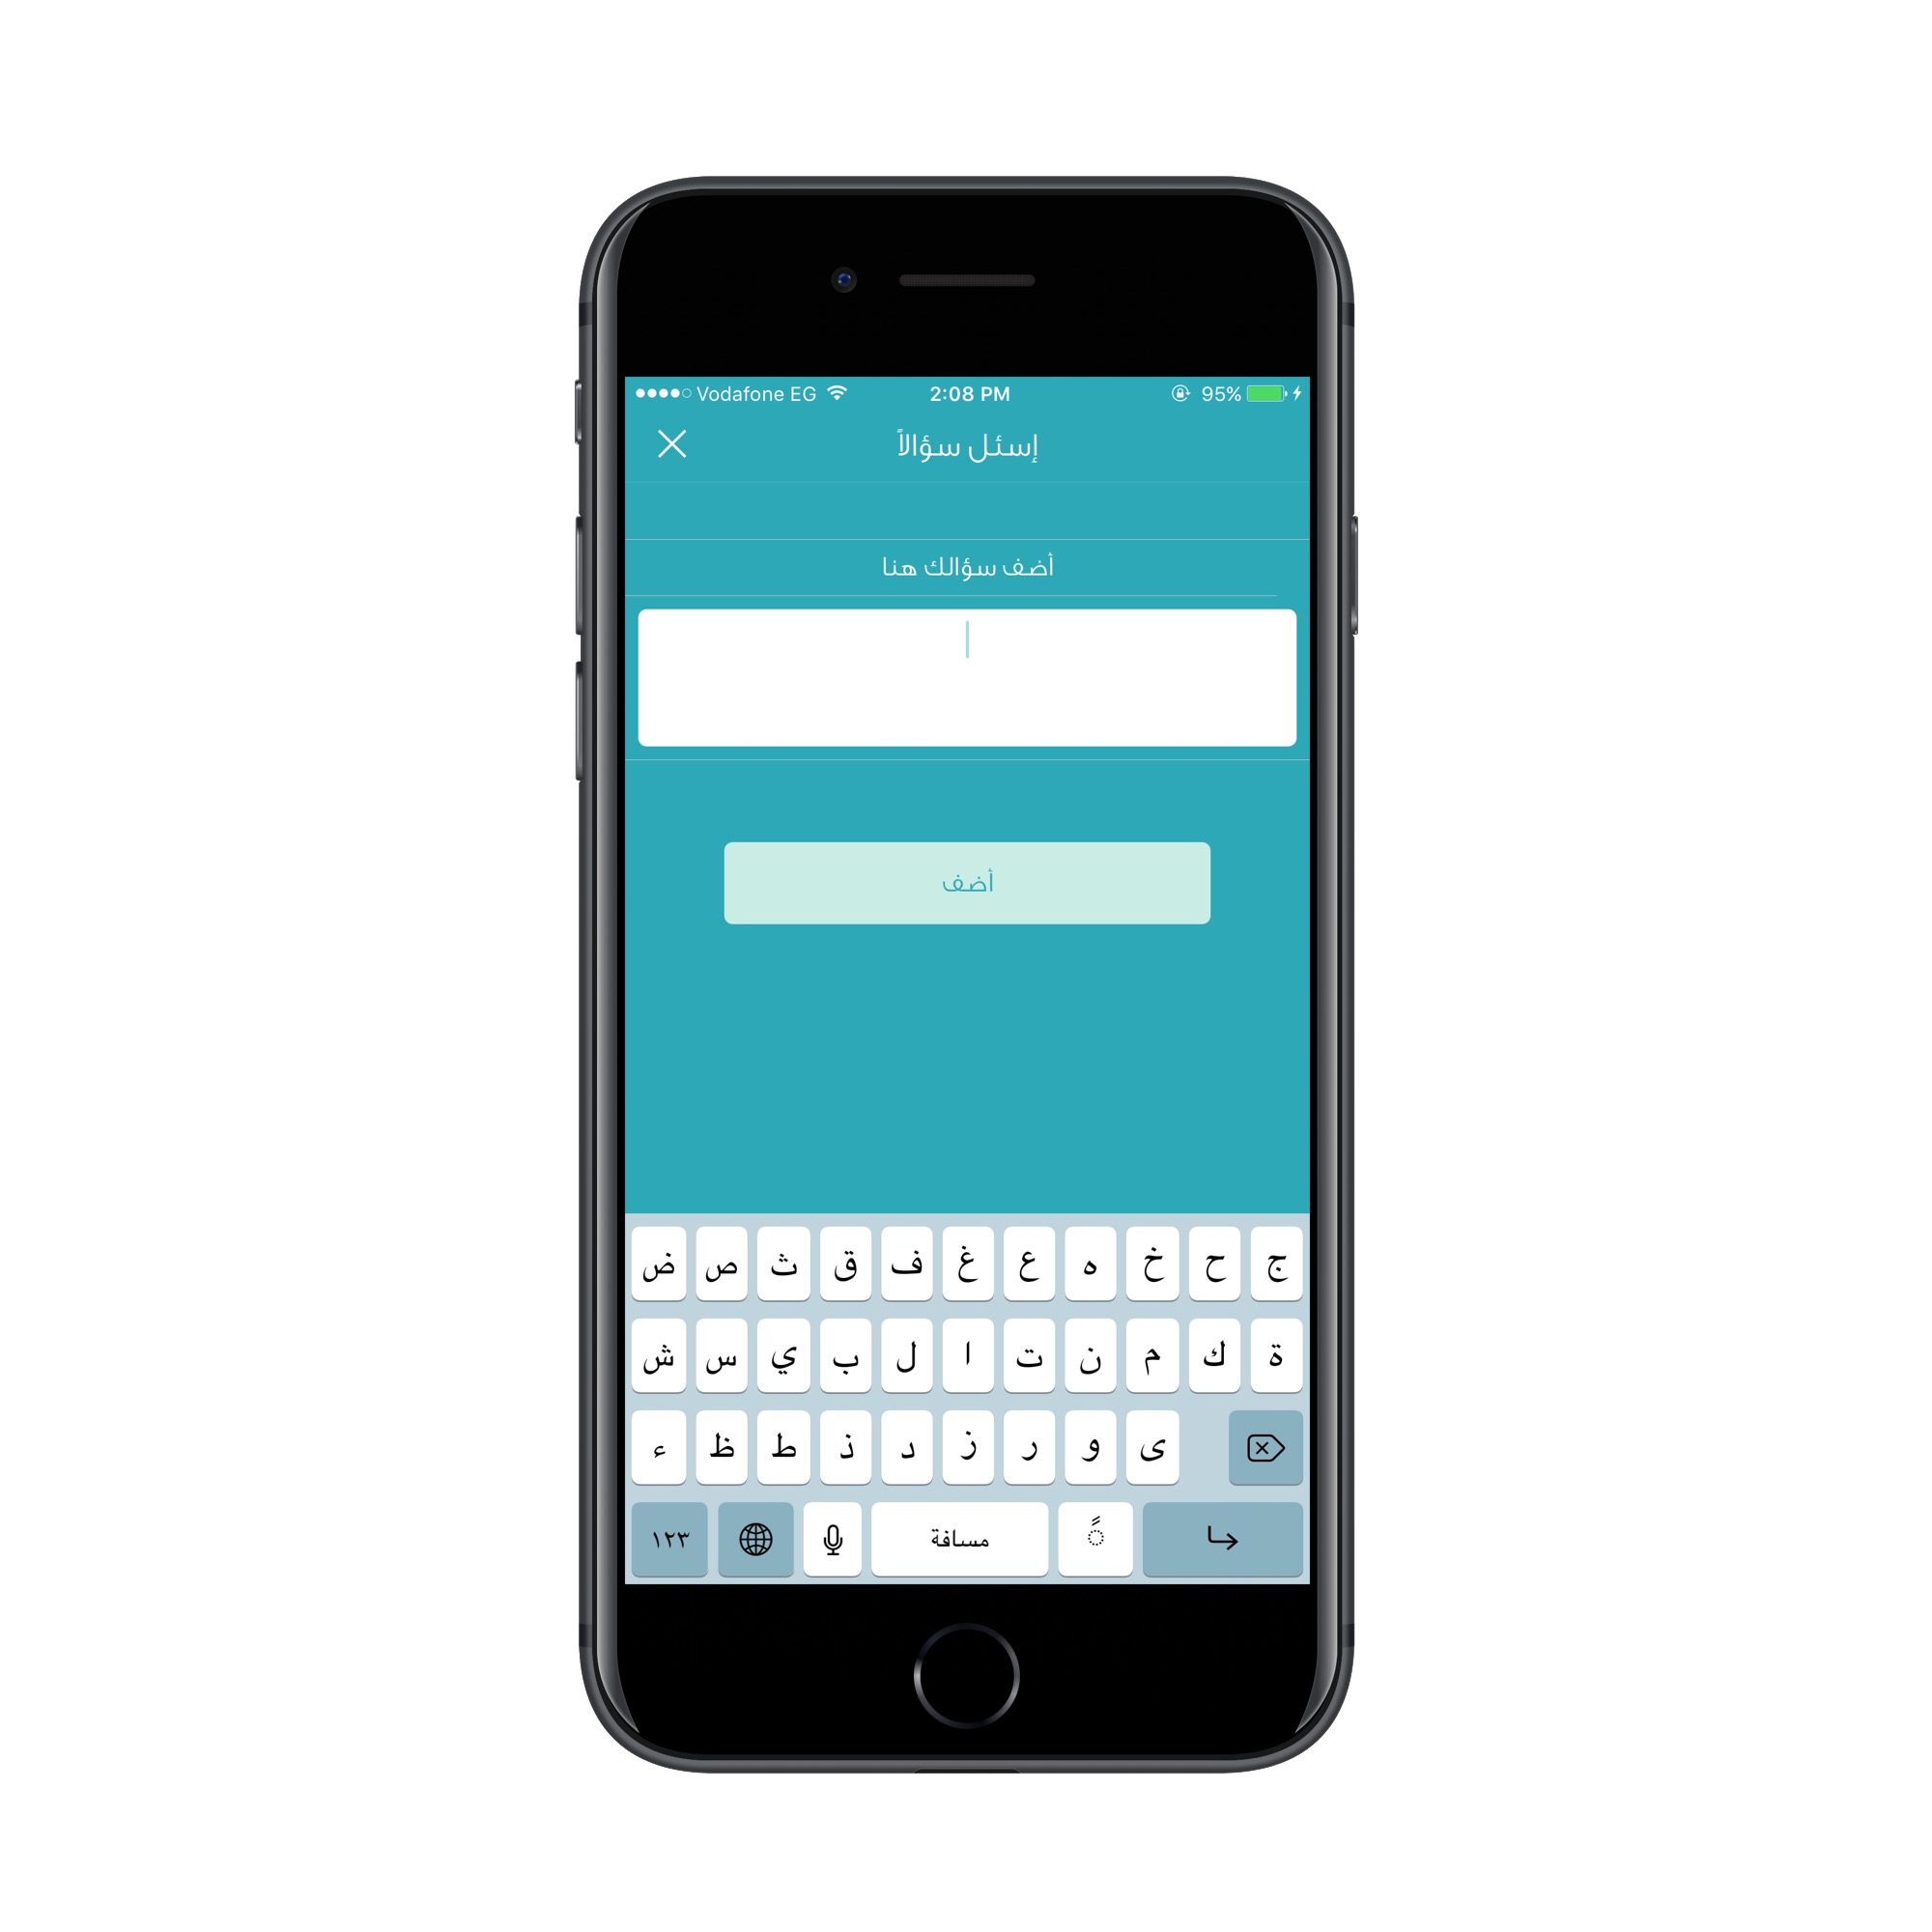 Vodafone EG 2:08 PM 95%
إسئل سؤالاً
أضف سؤالك هنا
أضف
ض ص ث ق ف غ ع ه خ ح ج
ش س ي ب ل ا ت ن م ك ة
ء ظ ط ذ د ز ر و ى
١٢٣ مسافة